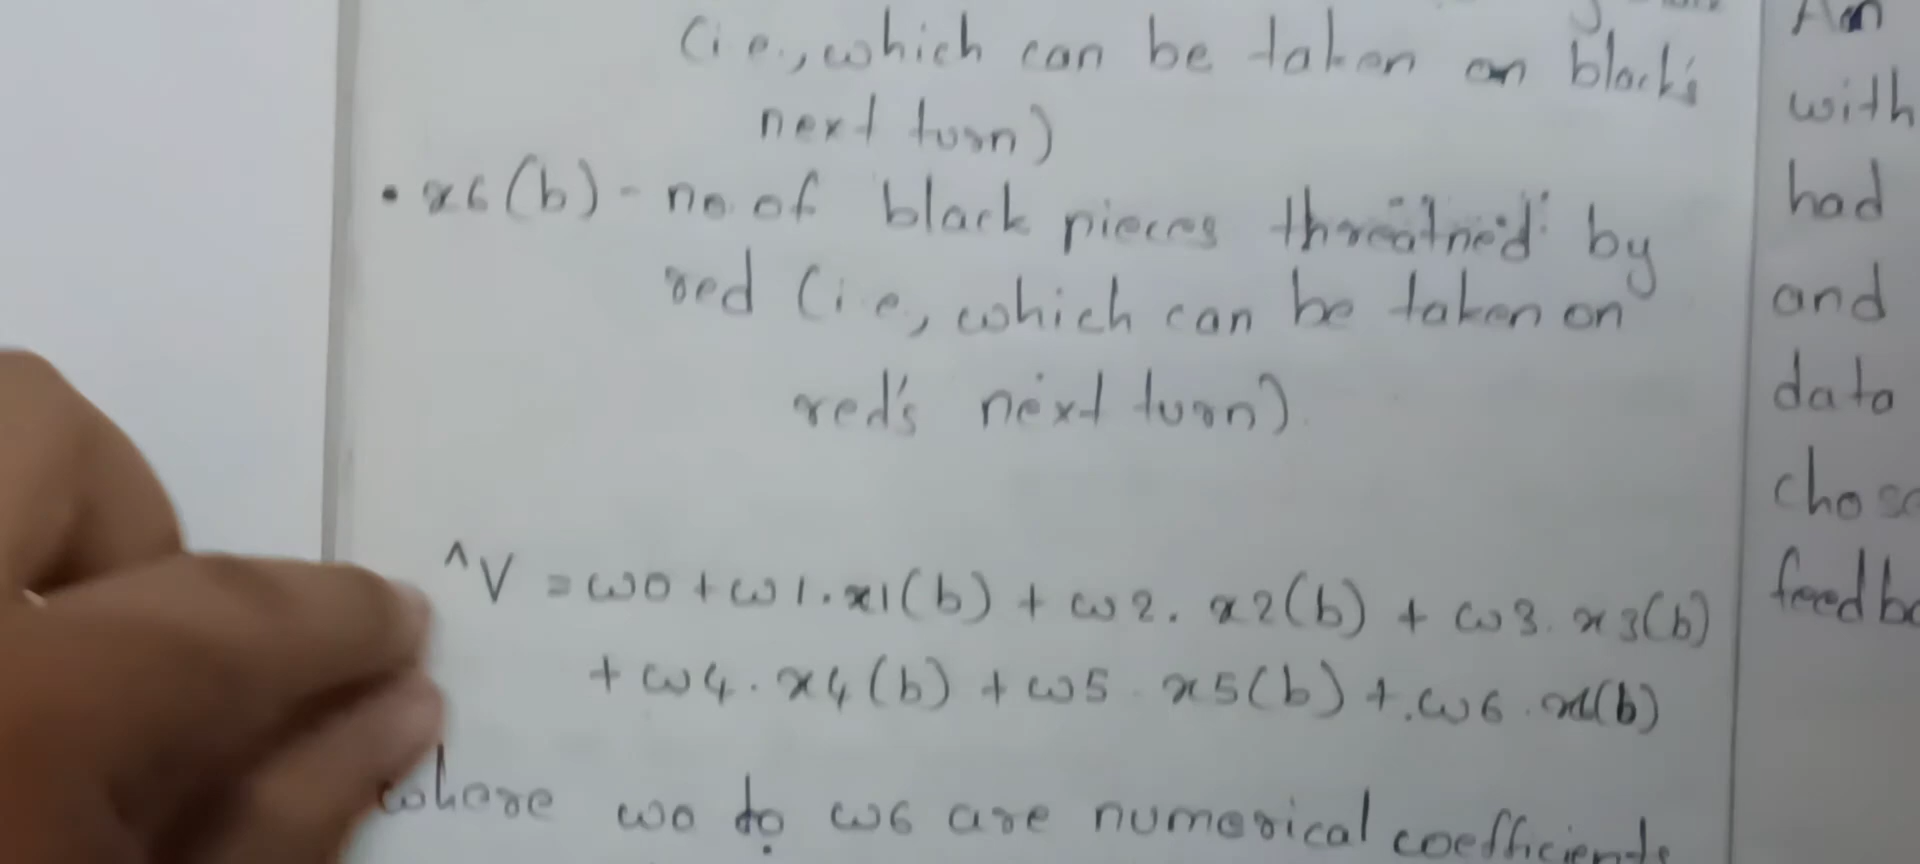 (i.e., which can be taken on black's
next turn)
• x6(b) - no. of black pieces threatned by
red (i.e, which can be taken on
red's next turn).
^V = w0 + w1.x1(b) + w2. x2(b) + w3. x3(b)
+ w4. x4(b) + w5. x5(b) + .w6. x6(b)
where w0 to w6 are numerical coefficients
with
had
and
data